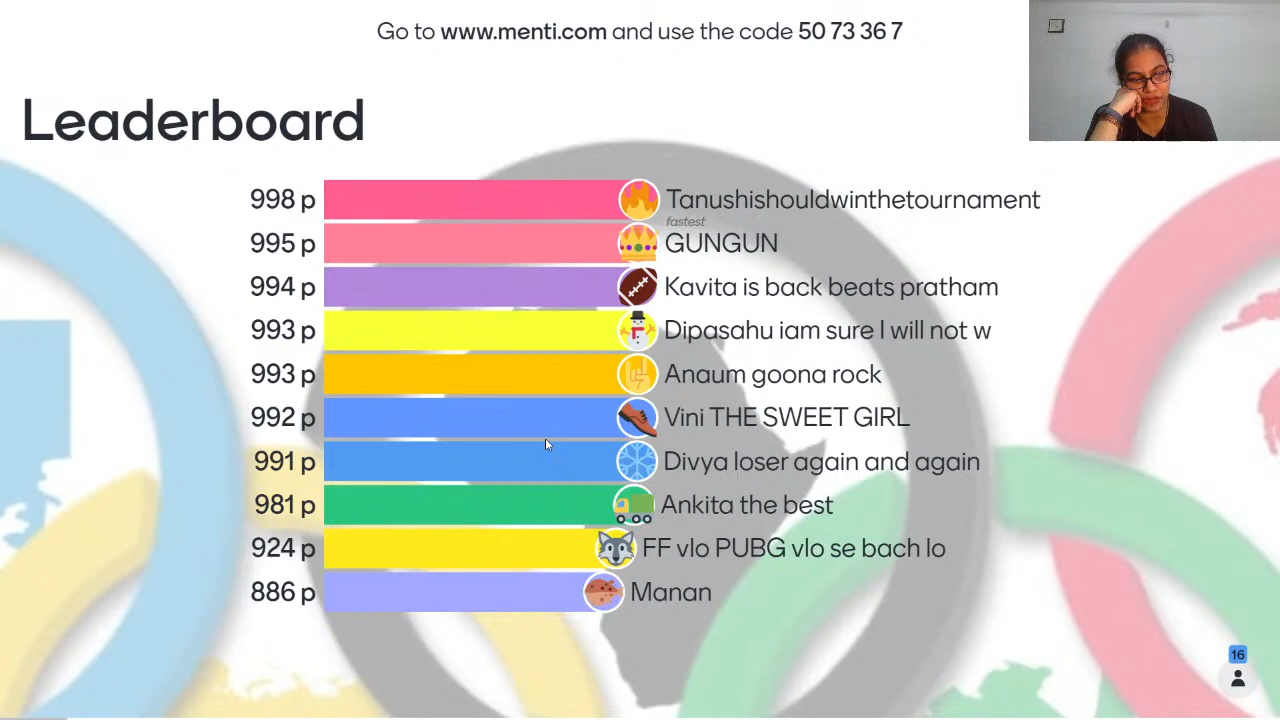 Go to www.menti.com and use the code 50 73 36 7
Leaderboard
998 p Tanushishouldwinthetournament
fastest
995 p GUNGUN
994 p Kavita is back beats pratham
993 p Dipasahu iam sure I will not w
993 p Anaum goona rock
992 p Vini THE SWEET GIRL
991 p Divya loser again and again
981 p Ankita the best
924 p FF vlo PUBG vlo se bach lo
886 p Manan
16